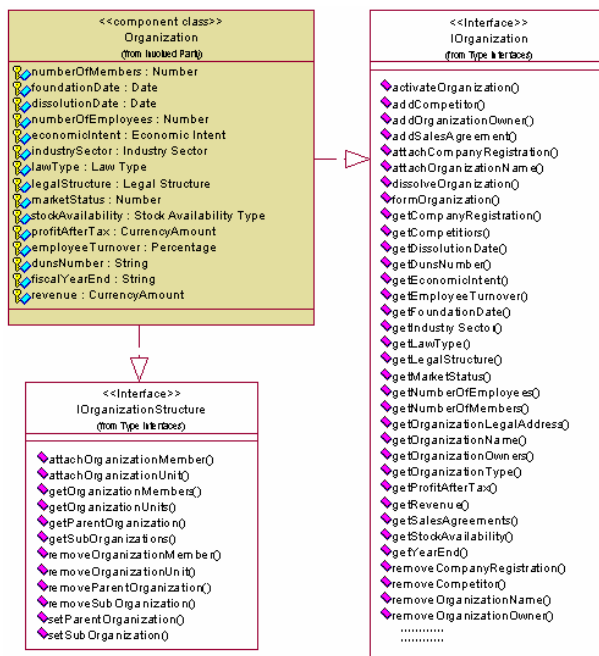 <<component class>>
Organization
(from Involved Party)
numberOfMembers : Number
foundationDate : Date
dissolutionDate : Date
numberOfEmployees : Number
economicIntent : Economic Intent
industrySector : Industry Sector
lawType : Law Type
legalStructure : Legal Structure
marketStatus : Number
stockAvailability : Stock Availability Type
profitAfterTax : CurrencyAmount
employeeTurnover : Percentage
dunsNumber : String
fiscalYearEnd : String
revenue : CurrencyAmount
<<Interface>>
IOrganizationStructure
(from Type Interfaces)
attachOrganizationMember()
attachOrganizationUnit()
getOrganizationMembers()
getOrganizationUnits()
getParentOrganization()
getSubOrganizations()
removeOrganizationMember()
removeOrganizationUnit()
removeParentOrganization()
removeSubOrganization()
setParentOrganization()
setSubOrganization()
<<Interface>>
IOrganization
(from Type Interfaces)
activateOrganization()
addCompetitor()
addOrganizationOwner()
addSalesAgreement()
attachCompanyRegistration()
attachOrganizationName()
dissolveOrganization()
formOrganization()
getCompanyRegistration()
getCompetitiors()
getDissolutionDate()
getDunsNumber()
getEconomicIntent()
getEmployeeTurnover()
getFoundationDate()
getIndustrySector()
getLawType()
getLegalStructure()
getMarketStatus()
getNumberOfEmployees()
getNumberOfMembers()
getOrganizationLegalAddress()
getOrganizationName()
getOrganizationOwners()
getOrganizationType()
getProfitAfterTax()
getRevenue()
getSalesAgreements()
getStockAvailability()
getYearEnd()
removeCompanyRegistration()
removeCompetitor()
removeOrganizationName()
removeOrganizationOwner()
............
............